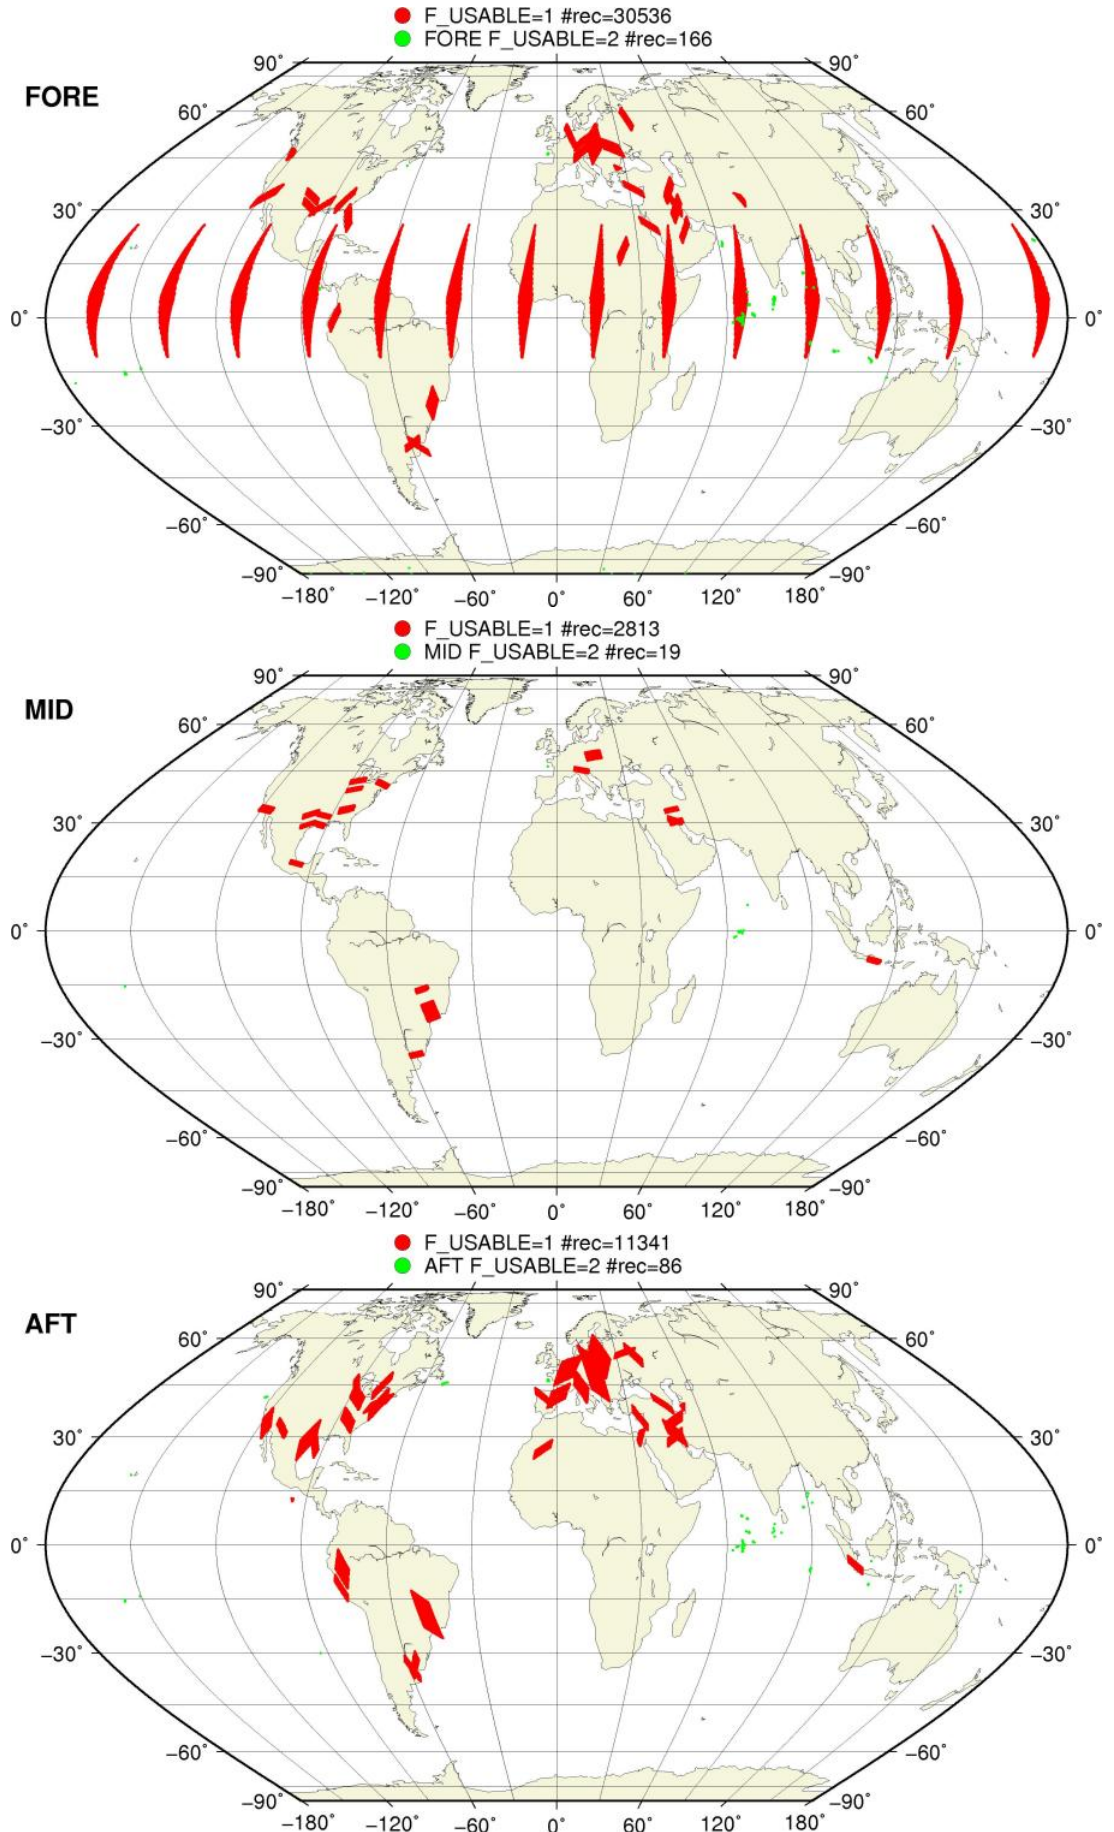 F_USABLE=1 #rec=30536
FORE F_USABLE=2 #rec=166
FORE
90° 90°
60° 60°
30° 30°
0° 0°
−30° −30°
−60° −60°
−90° −90°
−180° −120° −60° 0° 60° 120° 180°
F_USABLE=1 #rec=2813
MID F_USABLE=2 #rec=19
MID
90° 90°
60° 60°
30° 30°
0° 0°
−30° −30°
−60° −60°
−90° −90°
−180° −120° −60° 0° 60° 120° 180°
F_USABLE=1 #rec=11341
AFT F_USABLE=2 #rec=86
AFT
90° 90°
60° 60°
30° 30°
0° 0°
−30° −30°
−60° −60°
−90° −90°
−180° −120° −60° 0° 60° 120° 180°